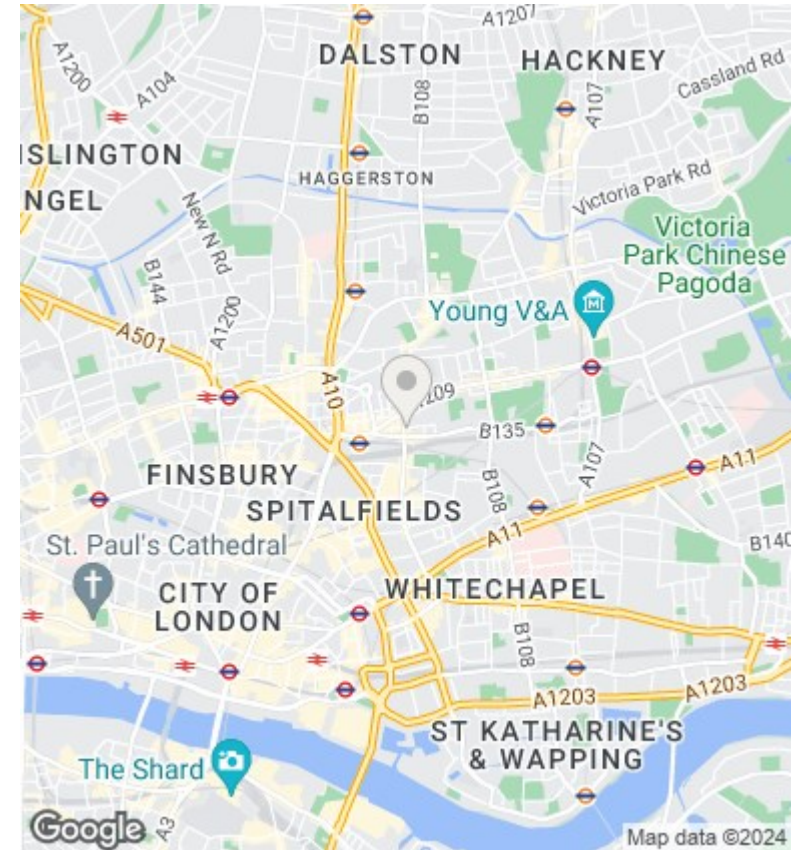 A1207
DALSTON
HACKNEY
A1200
A104
B108
A107
Cassland Rd
ISLINGTON
HAGGERSTON
Victoria Park Rd
NGEL
New N Rd
Victoria
Park Chinese
Pagoda
B144
A1200
Young V&A
A501
A10
1209
B135
A107
A11
FINSBURY
B108
SPITALFIELDS
A11
B140
St. Paul's Cathedral
CITY OF
LONDON
WHITECHAPEL
B108
A1203
A1203
ST KATHARINE'S
& WAPPING
The Shard
Google
A3
Map data ©2024